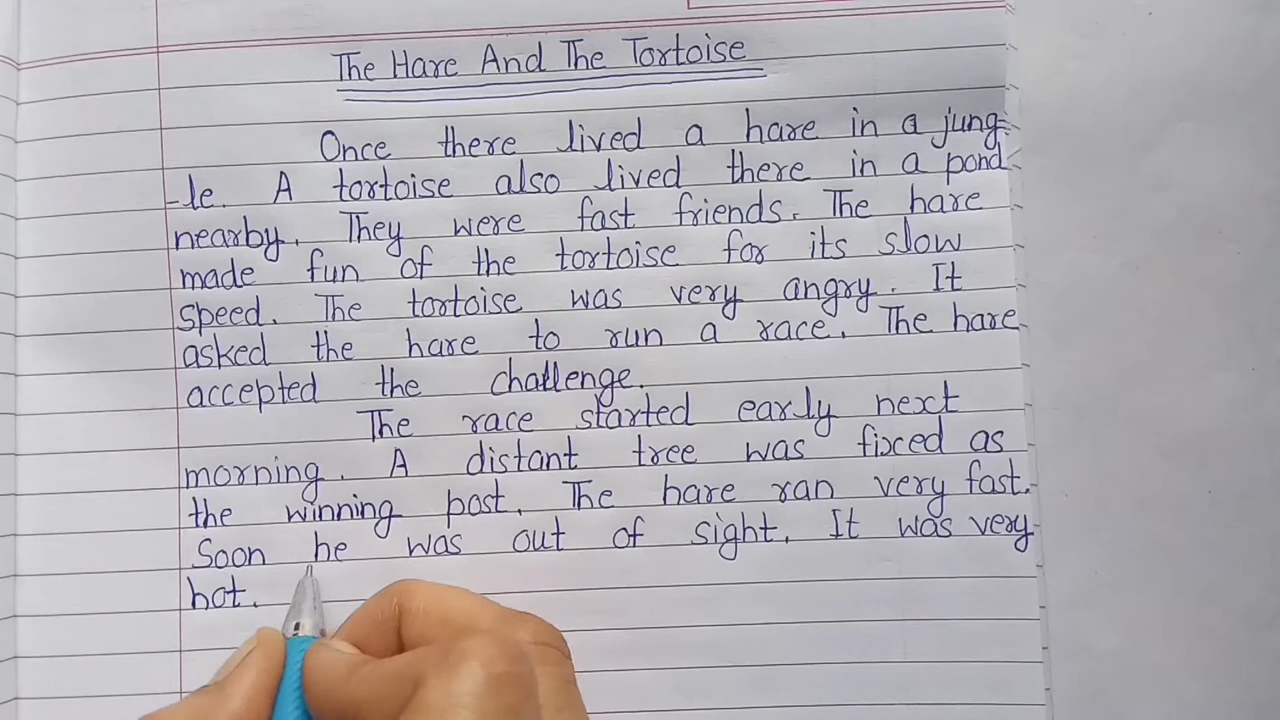 The Hare And The Tortoise
Once there lived a hare in a jung-
-le. A tortoise also lived there in a pond
nearby. They were fast friends. The hare
made fun of the tortoise for its slow
speed. The tortoise was very angry. It
asked the hare to run a race. The hare
accepted the challenge.
The race started early next
morning. A distant tree was fixed as
the winning post. The hare ran very fast.
Soon he was out of sight. It was very
hot.